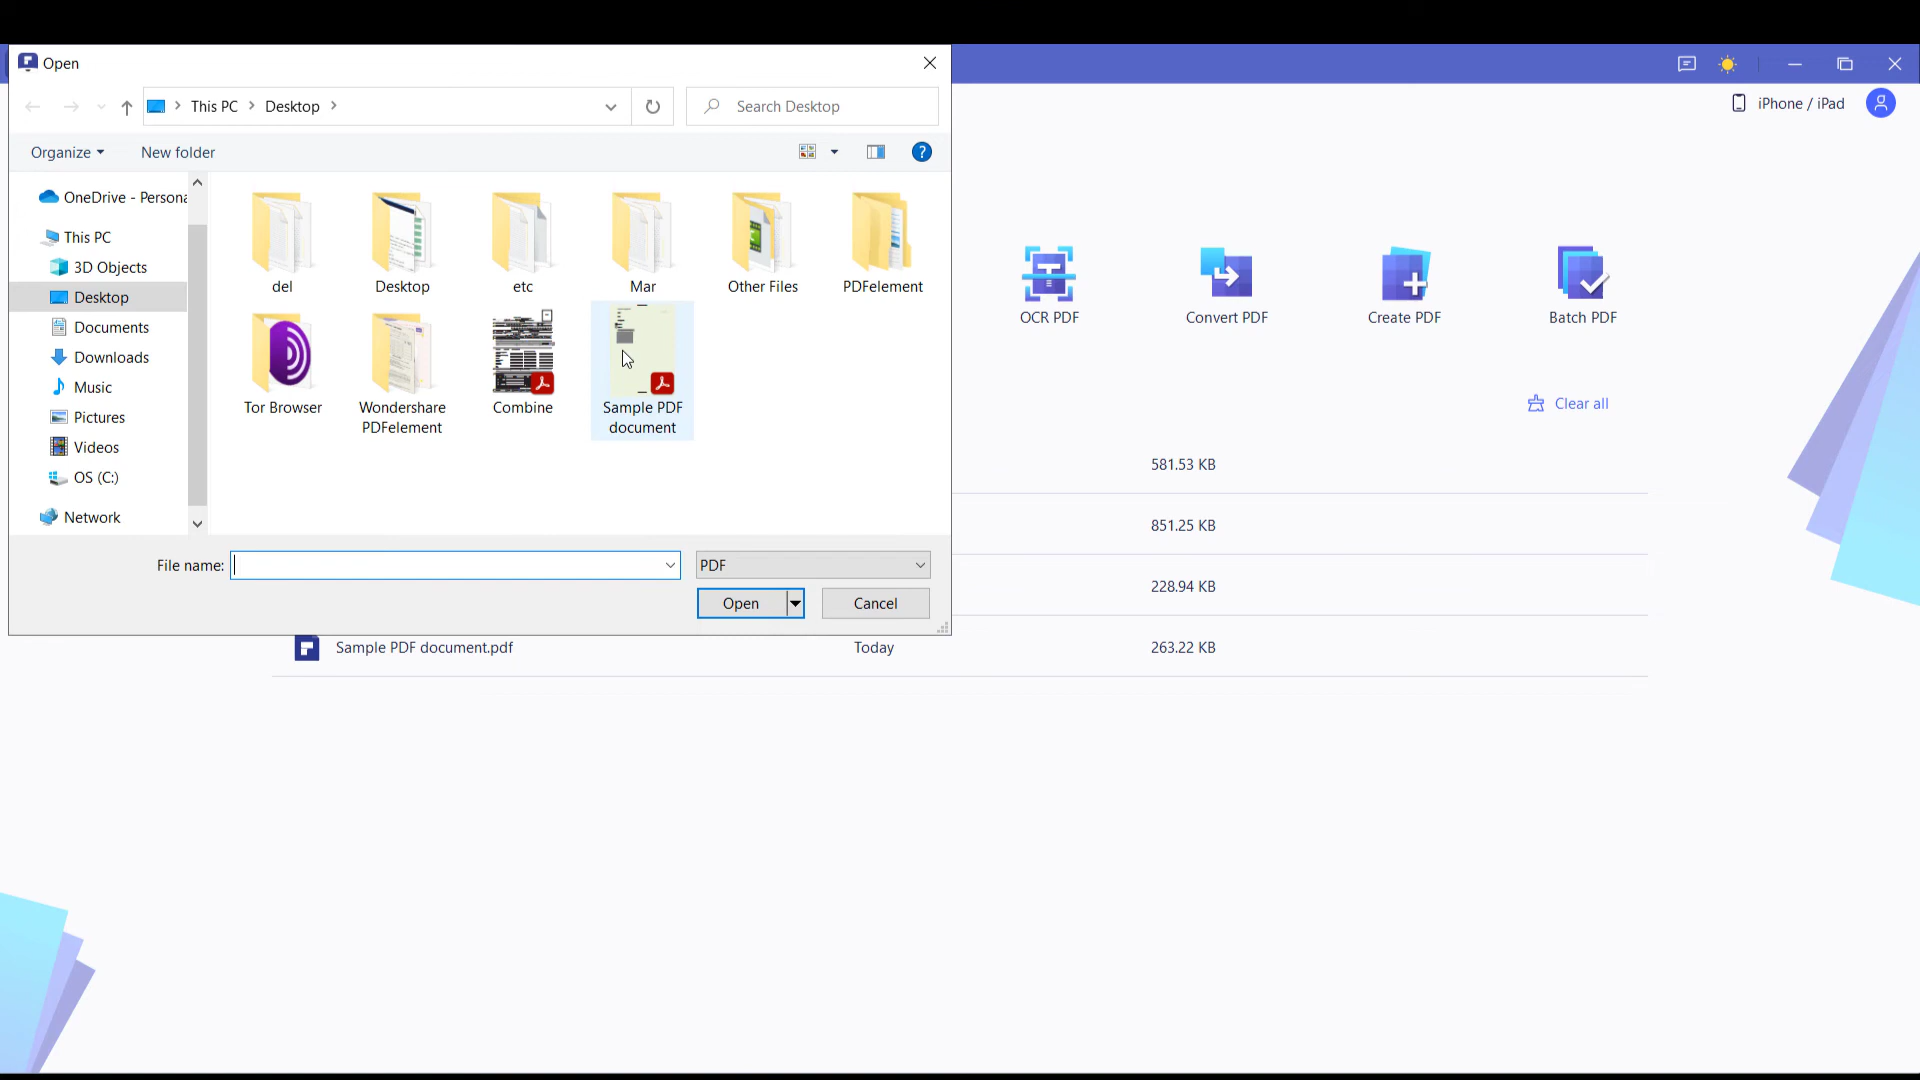 Open
iPhone / iPad
This PC
Desktop
Search Desktop
Organize
New folder
OneDrive - Persona
This PC
3D Objects
Desktop
Documents
Downloads
Music
Pictures
Videos
OS (C:)
Network
del
Desktop
etc
Mar
Other Files
PDFelement
Tor Browser
Wondershare
PDFelement
Combine
Sample PDF
document
File name:
PDF
Open
Cancel
OCR PDF
Convert PDF
Create PDF
Batch PDF
Clear all
581.53 KB
851.25 KB
228.94 KB
Sample PDF document.pdf Today 263.22 KB